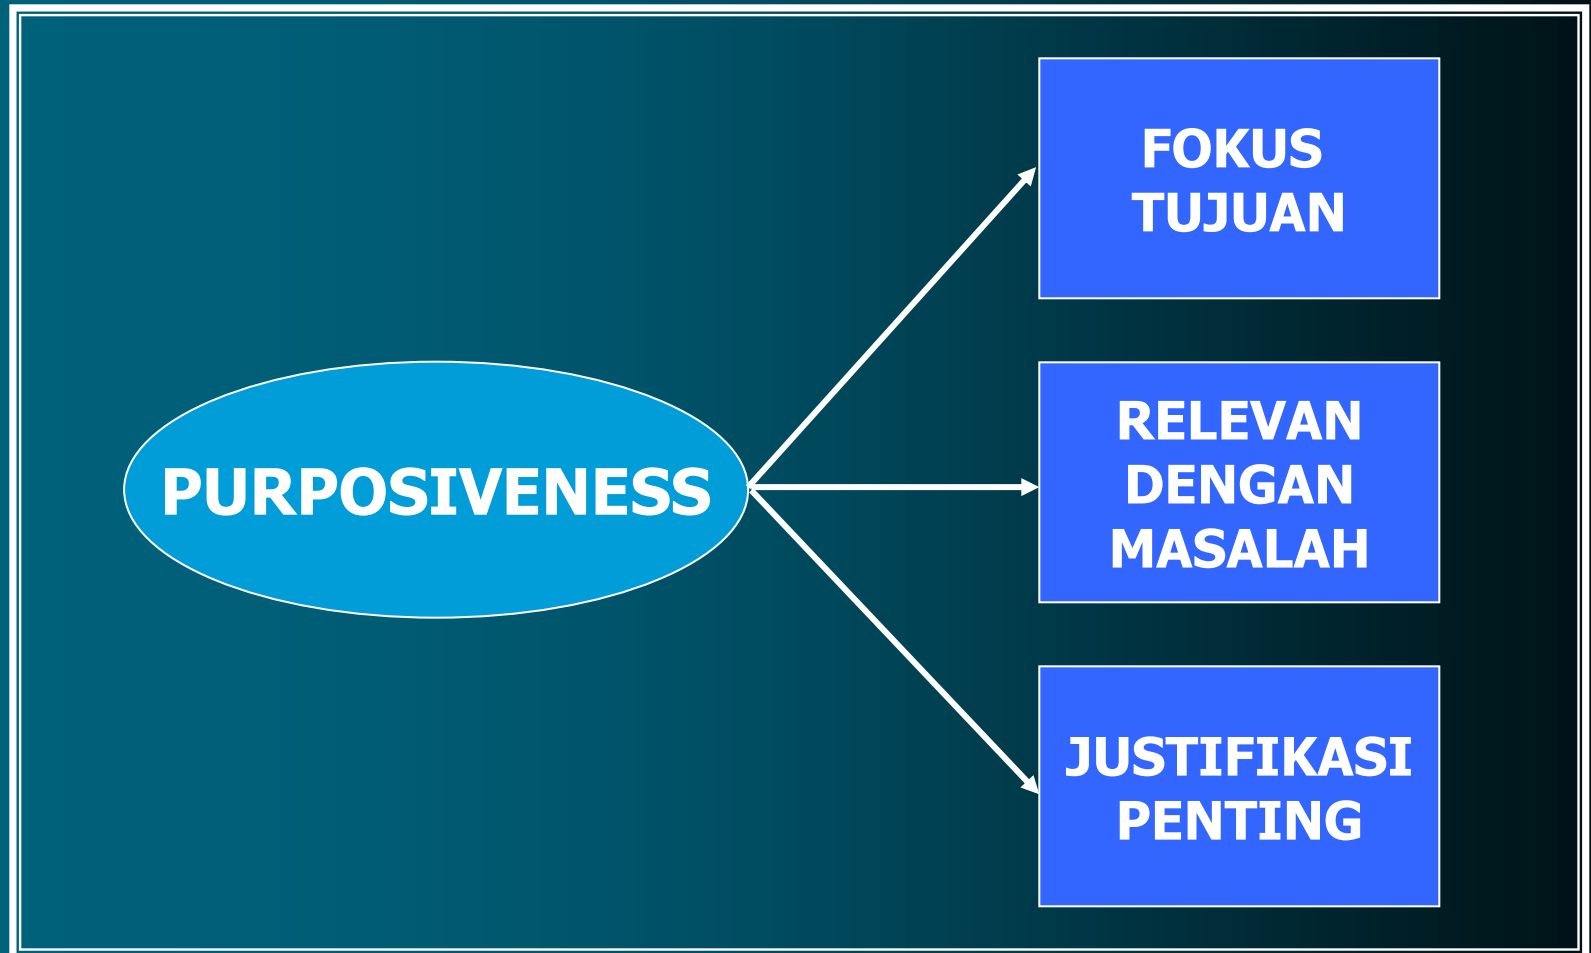 PURPOSIVENESS
FOKUS
TUJUAN
RELEVAN
DENGAN
MASALAH
JUSTIFIKASI
PENTING